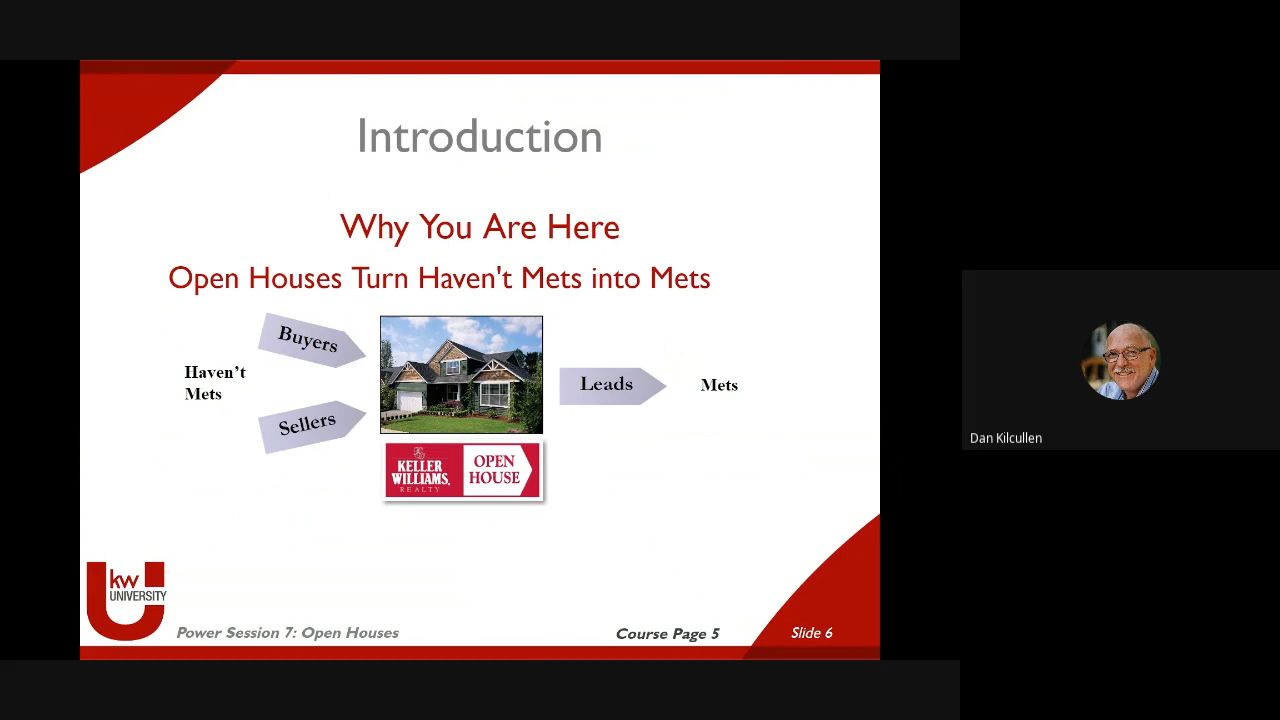 Introduction
Why You Are Here
Open Houses Turn Haven't Mets into Mets
Buyers
Haven't
Mets
Sellers
Leads
Mets
KELLER
WILLIAMS.
REALTY
OPEN
HOUSE
kw
UNIVERSITY
Power Session 7: Open Houses
Course Page 5
Slide 6
Dan Kilcullen